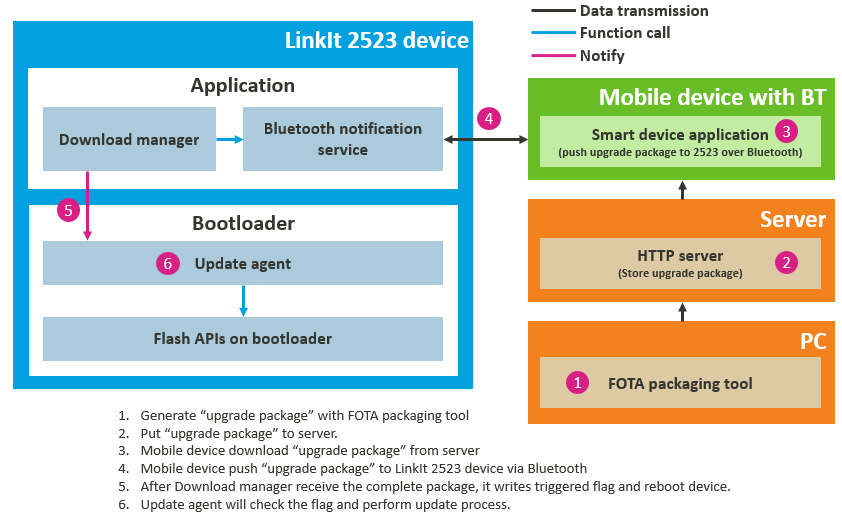 Data transmission
Function call
Notify
LinkIt 2523 device
Application
Download manager
Bluetooth notification
service
4
Mobile device with BT
Smart device application
3
(push upgrade package to 2523 over Bluetooth)
5
Bootloader
6
Update agent
Flash APIs on bootloader
Server
HTTP server
2
(Store upgrade package)
PC
1
FOTA packaging tool
1. Generate “upgrade package” with FOTA packaging tool
2. Put “upgrade package” to server.
3. Mobile device download “upgrade package” from server
4. Mobile device push “upgrade package” to LinkIt 2523 device via Bluetooth
5. After Download manager receive the complete package, it writes triggered flag and reboot device.
6. Update agent will check the flag and perform update process.